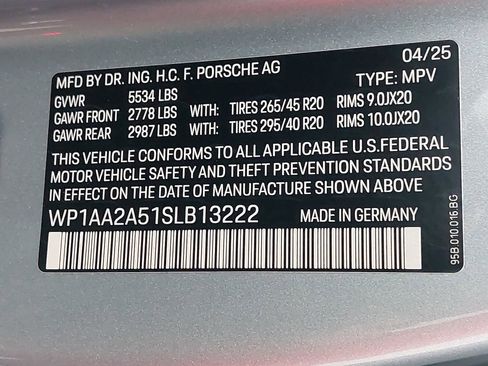 MFD BY DR. ING. H.C. F. PORSCHE AG 04/25
GVWR 5534 LBS TYPE: MPV
GAWR FRONT 2778 LBS WITH: TIRES 265/45 R20 RIMS 9.0JX20
GAWR REAR 2987 LBS WITH: TIRES 295/40 R20 RIMS 10.0JX20
THIS VEHICLE CONFORMS TO ALL APPLICABLE U.S.FEDERAL
MOTOR VEHICLE SAFETY AND THEFT PREVENTION STANDARDS
IN EFFECT ON THE DATE OF MANUFACTURE SHOWN ABOVE
WP1AA2A51SLB13222 MADE IN GERMANY
95B.010.016 BG